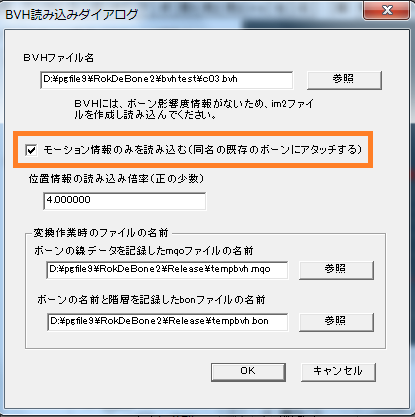 BVH読み込みダイアログ
BVHファイル名
D:¥pgfile9¥RokDeBone2¥bvhtest¥c03.bvh
参照
BVHには、ボーン影響度情報がないため、im2ファイ
ルを作成し読み込んでください。
モーション情報のみを読み込む(同名の既存のボーンにアタッチする)
位置情報の読み込み倍率(正の少数)
4.000000
変換作業時のファイルの名前
ボーンの線データを記録したmqoファイルの名前
D:¥pgfile9¥RokDeBone2¥Release¥tempbvh.mqo
参照
ボーンの名前と階層を記録したbonファイルの名前
D:¥pgfile9¥RokDeBone2¥Release¥tempbvh.bon
参照
OK
キャンセル